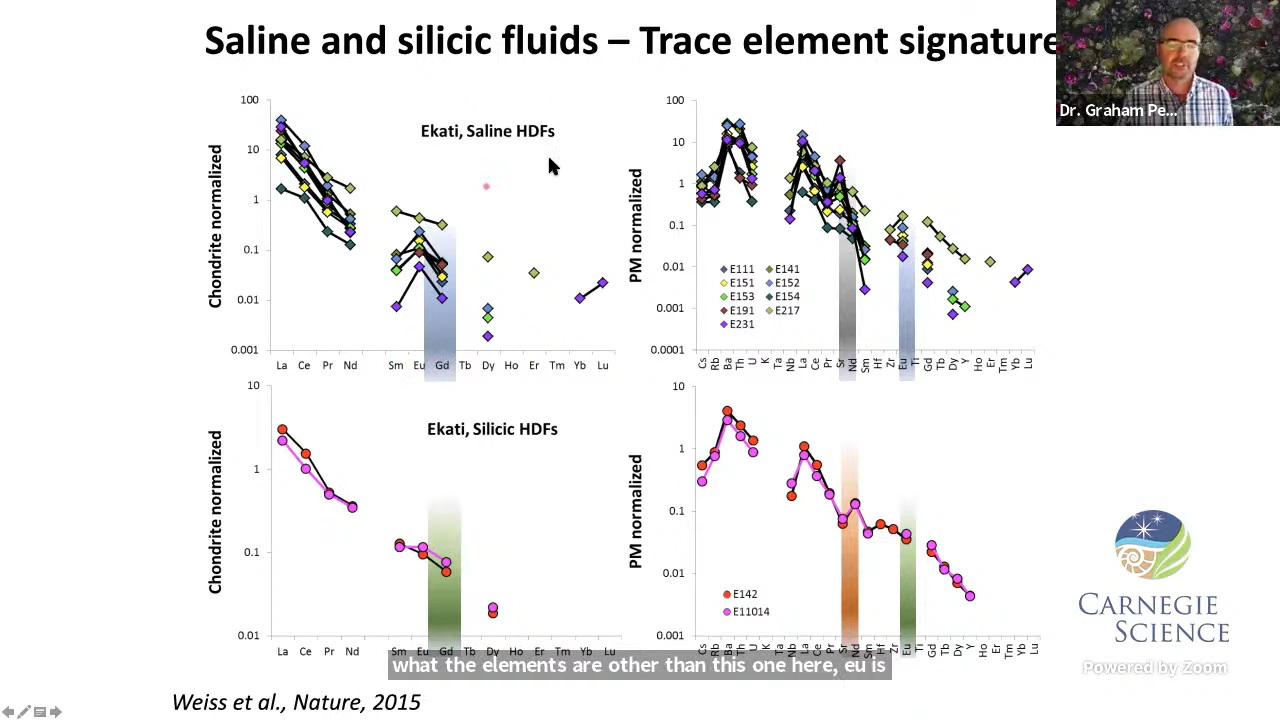 Saline and silicic fluids – Trace element signature
Dr. Graham Pe...
Chondrite normalized
100
10
1
0.1
0.01
0.001
Ekati, Saline HDFs
La Ce Pr Nd Sm Eu Gd Tb Dy Ho Er Tm Yb Lu
PM normalized
100
10
1
0.1
0.01
0.001
0.0001
E111 E141
E151 E152
E153 E154
E191 E217
E231
Cs Rb Ba Th U K Ta Nb La Ce Pr Sr Nd Sm Hf Zr Eu Ti Gd Tb Dy Y Ho Er Tm Yb Lu
Chondrite normalized
10
1
0.1
0.01
Ekati, Silicic HDFs
La Ce Pr Nd Sm Eu Gd Tb Dy Ho Er Tm Yb Lu
PM normalized
10
1
0.1
0.01
0.001
E142
E11014
Cs Rb Ba Th U K Ta Nb La Ce Pr Sr Nd Sm Hf Zr Eu Ti Gd Tb Dy Y Ho Er Tm Yb Lu
CARNEGIE
SCIENCE
what the elements are other than this one here, eu is
Powered by Zoom
Weiss et al., Nature, 2015